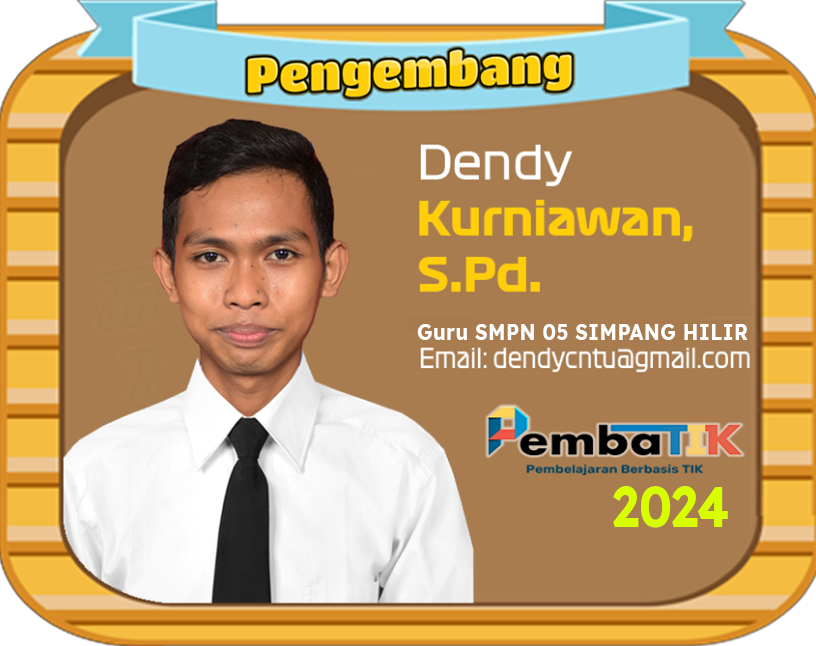 Pengembang
Dendy
Kurniawan,
S.Pd.
Guru SMPN 05 SIMPANG HILIR
Email: dendycntu@gmail.com
PembaTIK
Pembelajaran Berbasis TIK
2024